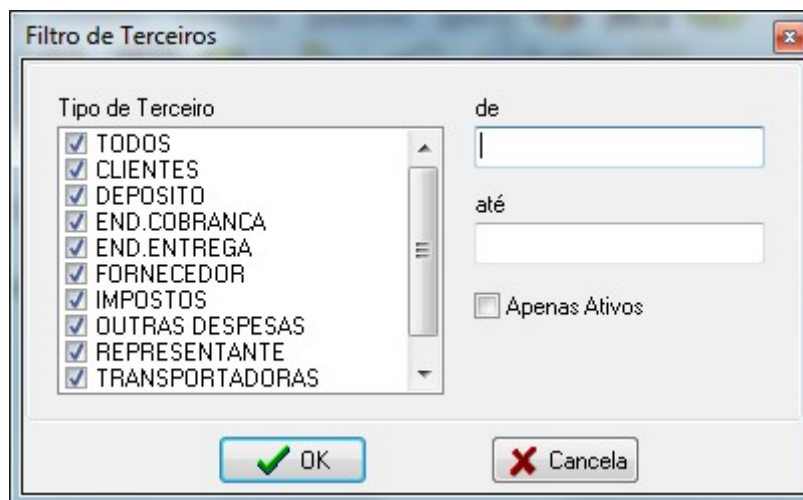 Filtro de Terceiros
Tipo de Terceiro
TODOS
CLIENTES
DEPOSITO
END.COBRANCA
END.ENTREGA
FORNECEDOR
IMPOSTOS
OUTRAS DESPESAS
REPRESENTANTE
TRANSPORTADORAS
de
até
Apenas Ativos
OK
Cancela